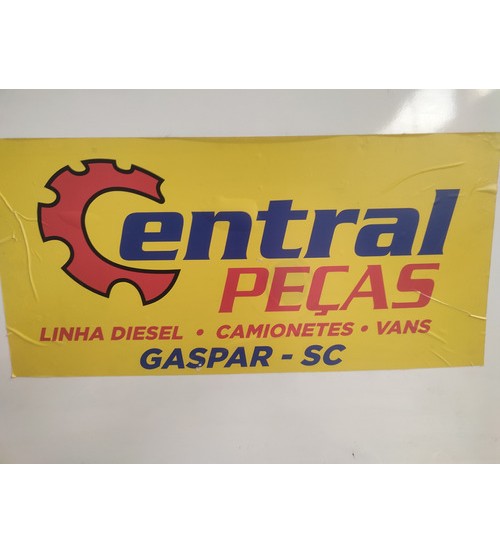 Central
PEÇAS
LINHA DIESEL • CAMIONETES • VANS
GASPAR - SC